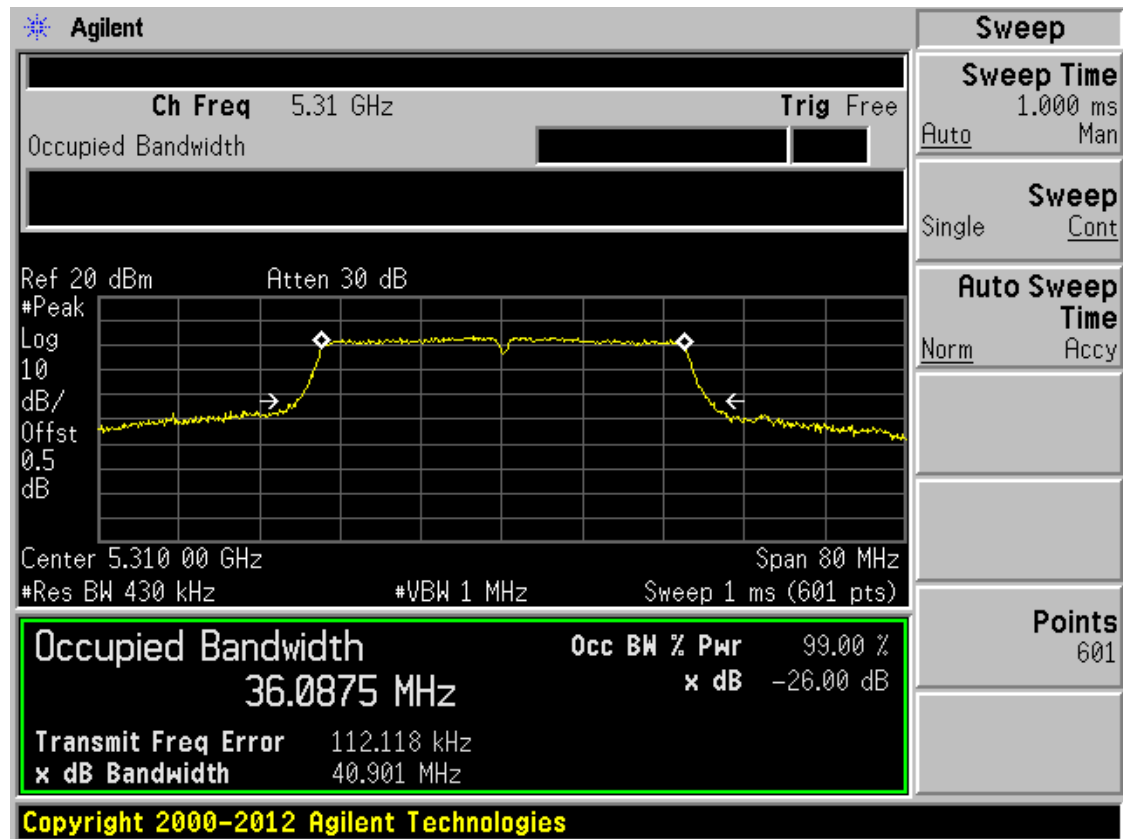 Agilent
Ch Freq 5.31 GHz Trig Free
Occupied Bandwidth
Ref 20 dBm Atten 30 dB
#Peak
Log
10
dB/
Offst
0.5
dB
Center 5.310 00 GHz Span 80 MHz
#Res BW 430 kHz #VBW 1 MHz Sweep 1 ms (601 pts)
Occupied Bandwidth
36.0875 MHz
Occ BW % Pwr 99.00 %
x dB -26.00 dB
Transmit Freq Error 112.118 kHz
x dB Bandwidth 40.901 MHz
Copyright 2000-2012 Agilent Technologies
Sweep
Sweep Time
1.000 ms
Auto Man
Sweep
Single Cont
Auto Sweep
Time
Norm Accy
Points
601